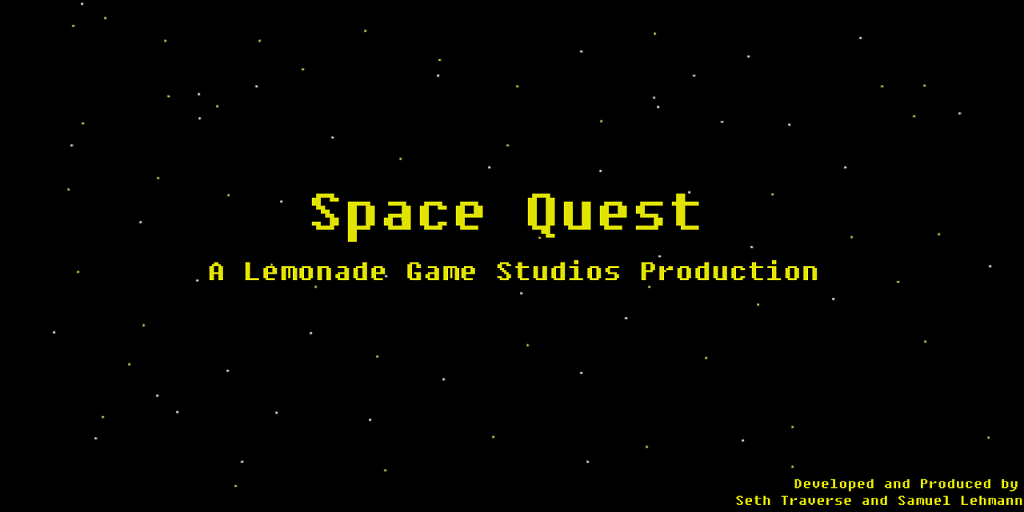 Space Quest
A Lemonade Game Studios Production
Developed and Produced by
Seth Traverse and Samuel Lehmann